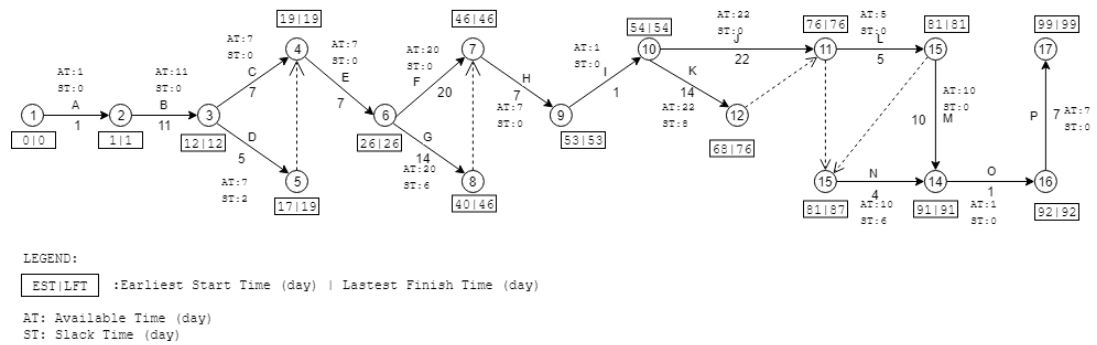 19|19
46|46
54|54
AT:22
ST:0
76|76
AT:5
ST:0
81|81
99|99
AT:7
ST:0
4
AT:7
ST:0
AT:20
ST:0
7
AT:1
ST:0
10
J
22
11
L
5
15
17
AT:1
ST:0
AT:11
ST:0
C
7
E
7
F
20
H
7
I
1
K
14
AT:22
ST:8
AT:10
ST:0
M
10
P
7
AT:7
ST:0
1
A
1
2
B
11
3
6
AT:7
ST:0
9
12
0|0
1|1
12|12
D
5
26|26
G
14
53|53
68|76
AT:7
ST:2
5
AT:20
ST:6
8
15
N
4
14
O
1
16
17|19
40|46
81|87
AT:10
ST:6
91|91
AT:1
ST:0
92|92
LEGEND:
EST|LFT :Earliest Start Time (day) | Lastest Finish Time (day)
AT: Available Time (day)
ST: Slack Time (day)